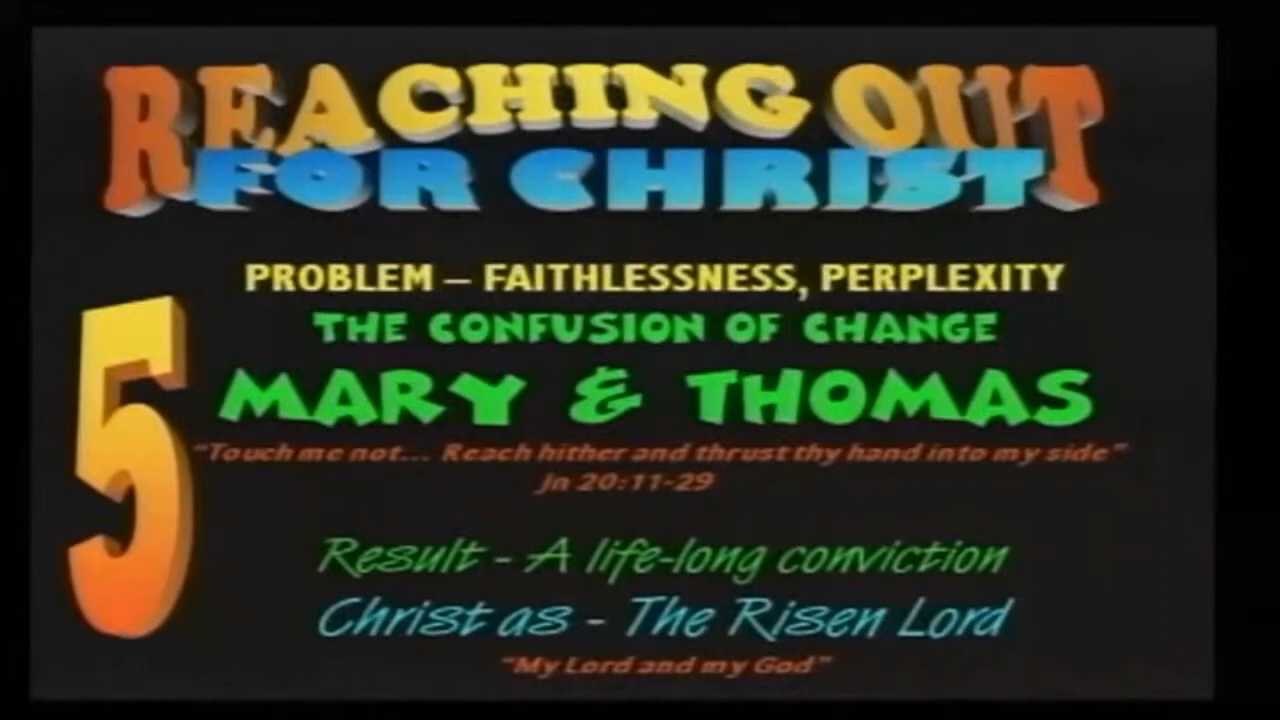 REACHING OUT
FOR CHRIST
PROBLEM – FAITHLESSNESS, PERPLEXITY
THE CONFUSION OF CHANGE
5
MARY & THOMAS
"Touch me not... Reach hither and thrust thy hand into my side"
Jn 20:11-29
Result - A life-long conviction
Christ as - The Risen Lord
"My Lord and my God"